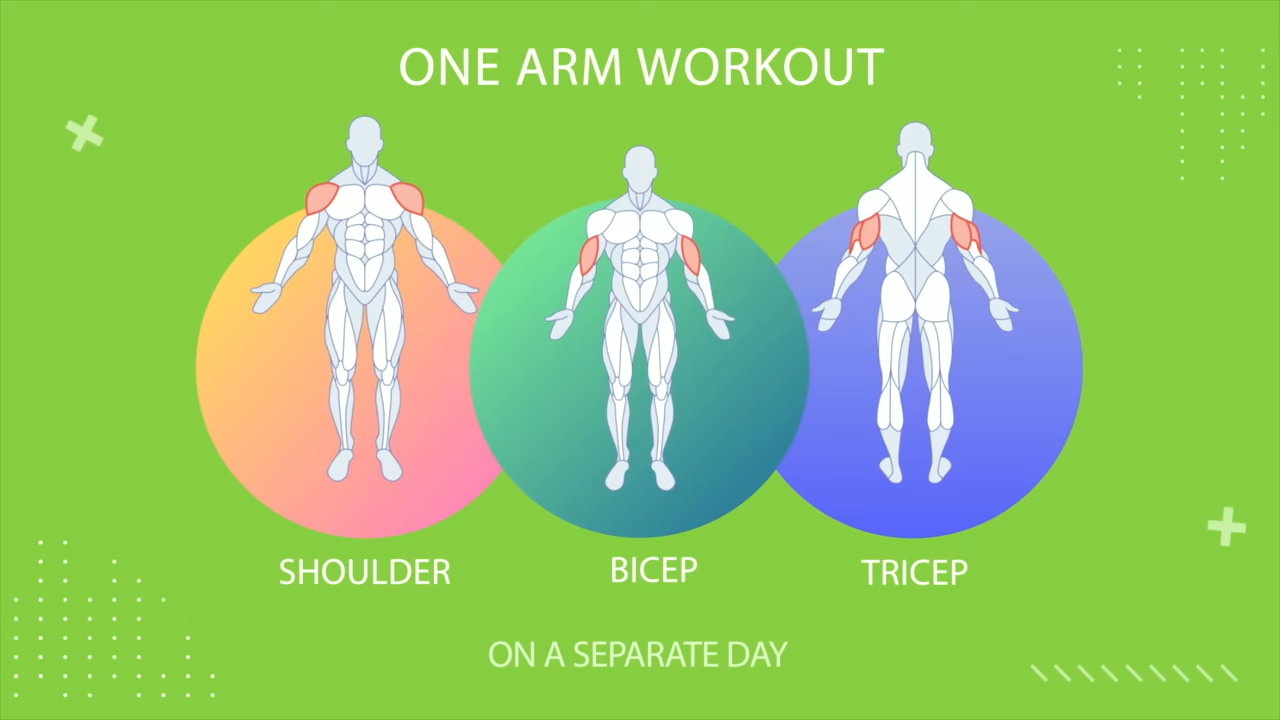 ONE ARM WORKOUT
SHOULDER
BICEP
TRICEP
ON A SEPARATE DAY